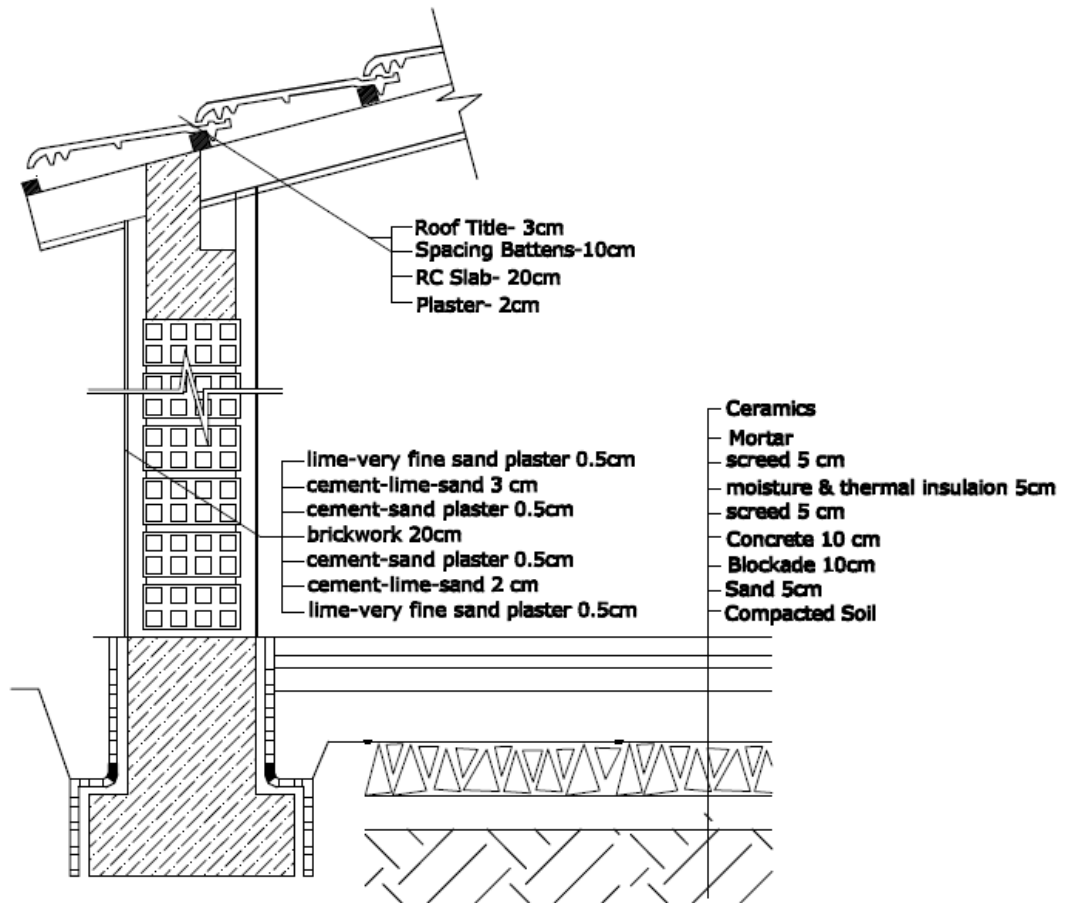 Roof Title- 3cm
Spacing Battens-10cm
RC Slab- 20cm
Plaster- 2cm
lime-very fine sand plaster 0.5cm
cement-lime-sand 3 cm
cement-sand plaster 0.5cm
brickwork 20cm
cement-sand plaster 0.5cm
cement-lime-sand 2 cm
lime-very fine sand plaster 0.5cm
Ceramics
Mortar
screed 5 cm
moisture & thermal insulaion 5cm
screed 5 cm
Concrete 10 cm
Blockade 10cm
Sand 5cm
Compacted Soil